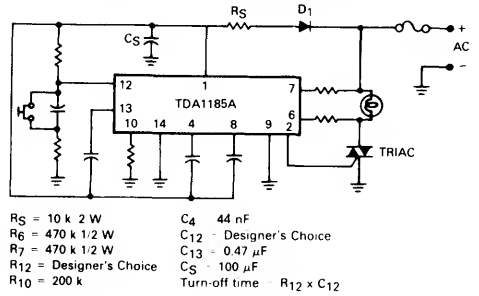 RS D1
CS
+
AC
−
12 1 7
13 TDA1185A 6
10 14 4 8 9 2
TRIAC
RS = 10 k 2 W
R6 = 470 k 1/2 W
R7 = 470 k 1/2 W
R12 = Designer's Choice
R10 = 200 k
C4 44 nF
C12 - Designer's Choice
C13 = 0.47 μF
CS - 100 μF
Turn-off time - R12 x C12